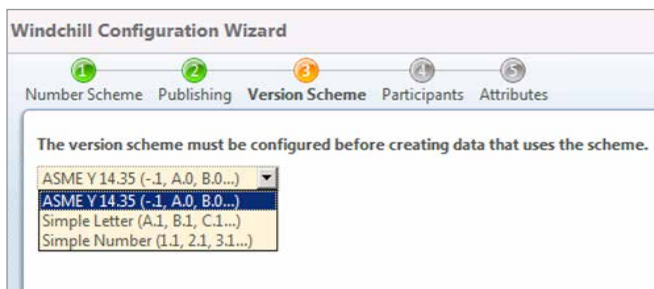 Windchill Configuration Wizard
1 2 3 4 5
Number Scheme Publishing Version Scheme Participants Attributes
The version scheme must be configured before creating data that uses the scheme.
ASME Y 14.35 (-.1, A.0, B.0...)
ASME Y 14.35 (-.1, A.0, B.0...)
Simple Letter (A.1, B.1, C.1...)
Simple Number (1.1, 2.1, 3.1...)